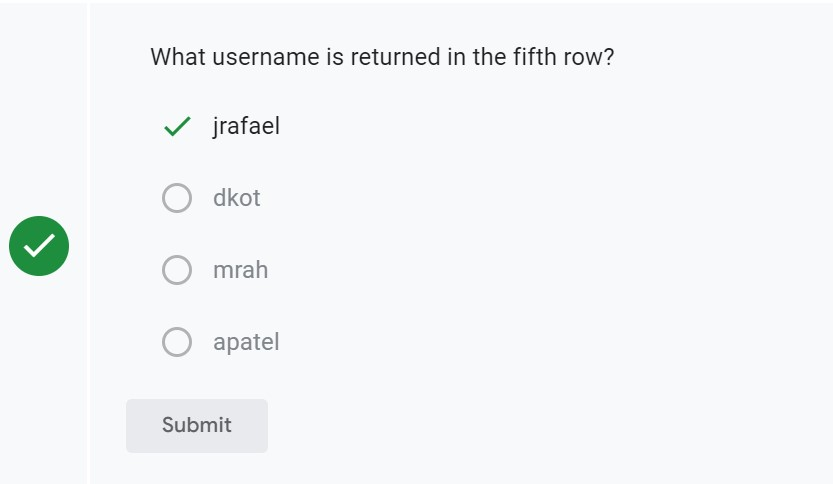 What username is returned in the fifth row?
jrafael
dkot
mrah
apatel
Submit